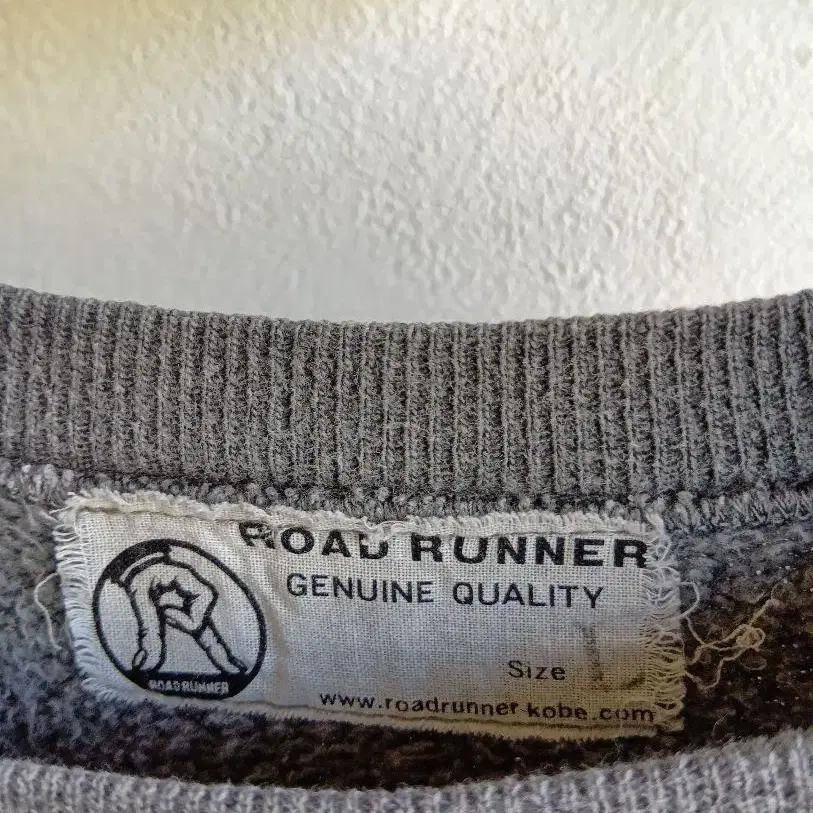 ROAD RUNNER
GENUINE QUALITY
Size
www.roadrunner-kobe.com
ROADRUNNER